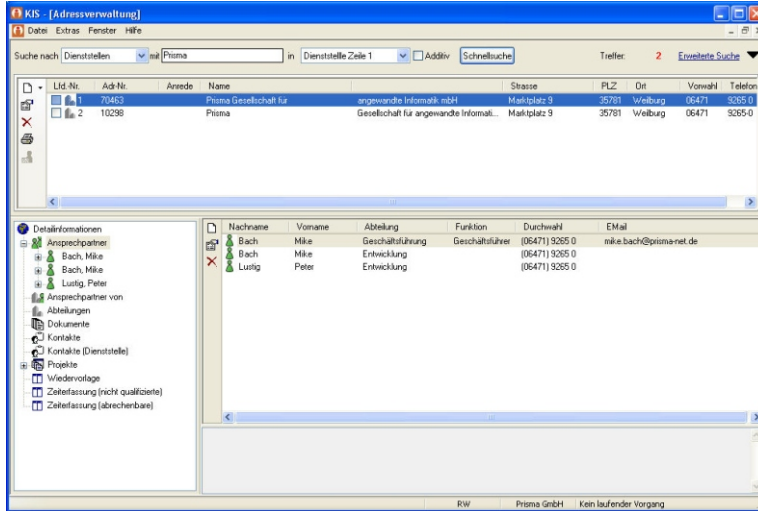 KIS - [Adressverwaltung]
Datei Extras Fenster Hilfe
Suche nach Dienststellen mit Prisma in Dienststelle Zeile 1 Additiv Schnellsuche Treffer: 2 Erweiterte Suche
Lfd.-Nr. Adr-Nr. Anrede Name Strasse PLZ Ort Vorwahl Telefon
1 70463 Prisma Gesellschaft für angewandte Informatik mbH Marktplatz 9 35781 Weilburg 06471 9265 0
2 10298 Prisma Gesellschaft für angewandte Informati... Marktplatz 9 35781 Weilburg 06471 9265-0
Detailinformationen
Ansprechpartner
Bach, Mike
Bach, Mike
Lustig, Peter
Ansprechpartner von
Abteilungen
Dokumente
Kontakte
Kontakte (Dienststelle)
Projekte
Wiedervorlage
Zeiterfassung (nicht qualifizierte)
Zeiterfassung (abrechenbare)
Nachname Vorname Abteilung Funktion Durchwahl EMail
Bach Mike Geschäftsführung Geschäftsführer (06471) 9265 0 mike.bach@prisma-net.de
Bach Mike Entwicklung (06471) 9265 0
Lustig Peter Entwicklung (06471) 9265 0
RW Prisma GmbH Kein laufender Vorgang